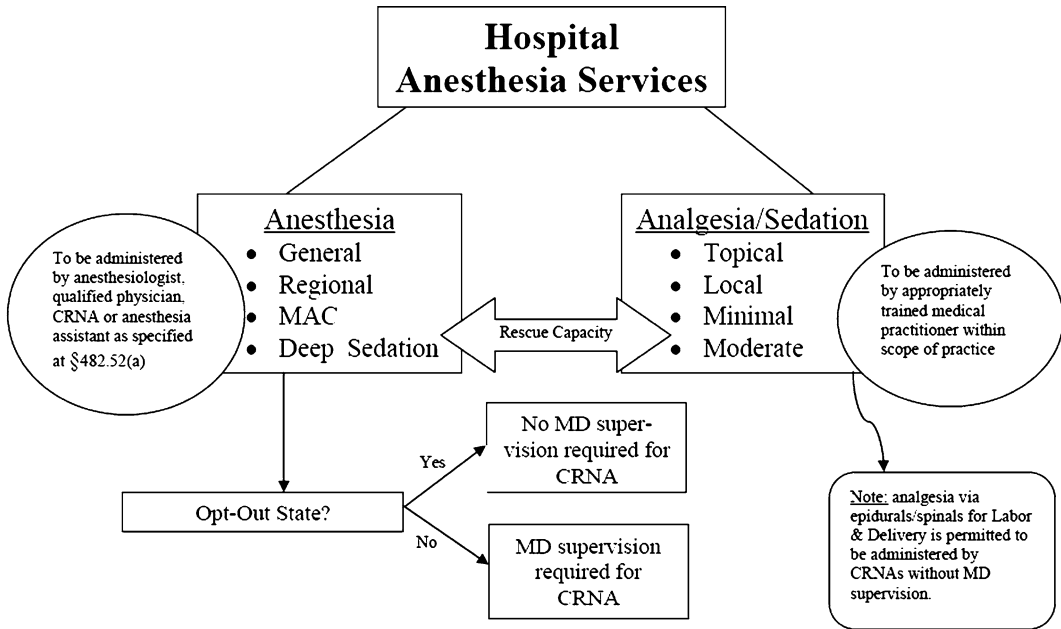 Hospital
Anesthesia Services
To be administered
by anesthesiologist,
qualified physician,
CRNA or anesthesia
assistant as specified
at §482.52(a)
Anesthesia
• General
• Regional
• MAC
• Deep Sedation
Rescue Capacity
Analgesia/Sedation
• Topical
• Local
• Minimal
• Moderate
To be administered
by appropriately
trained medical
practitioner within
scope of practice
Opt-Out State?
Yes
No
No MD super-
vision required for
CRNA
MD supervision
required for
CRNA
Note: analgesia via
epidurals/spinals for Labor
& Delivery is permitted to
be administered by
CRNAs without MD
supervision.